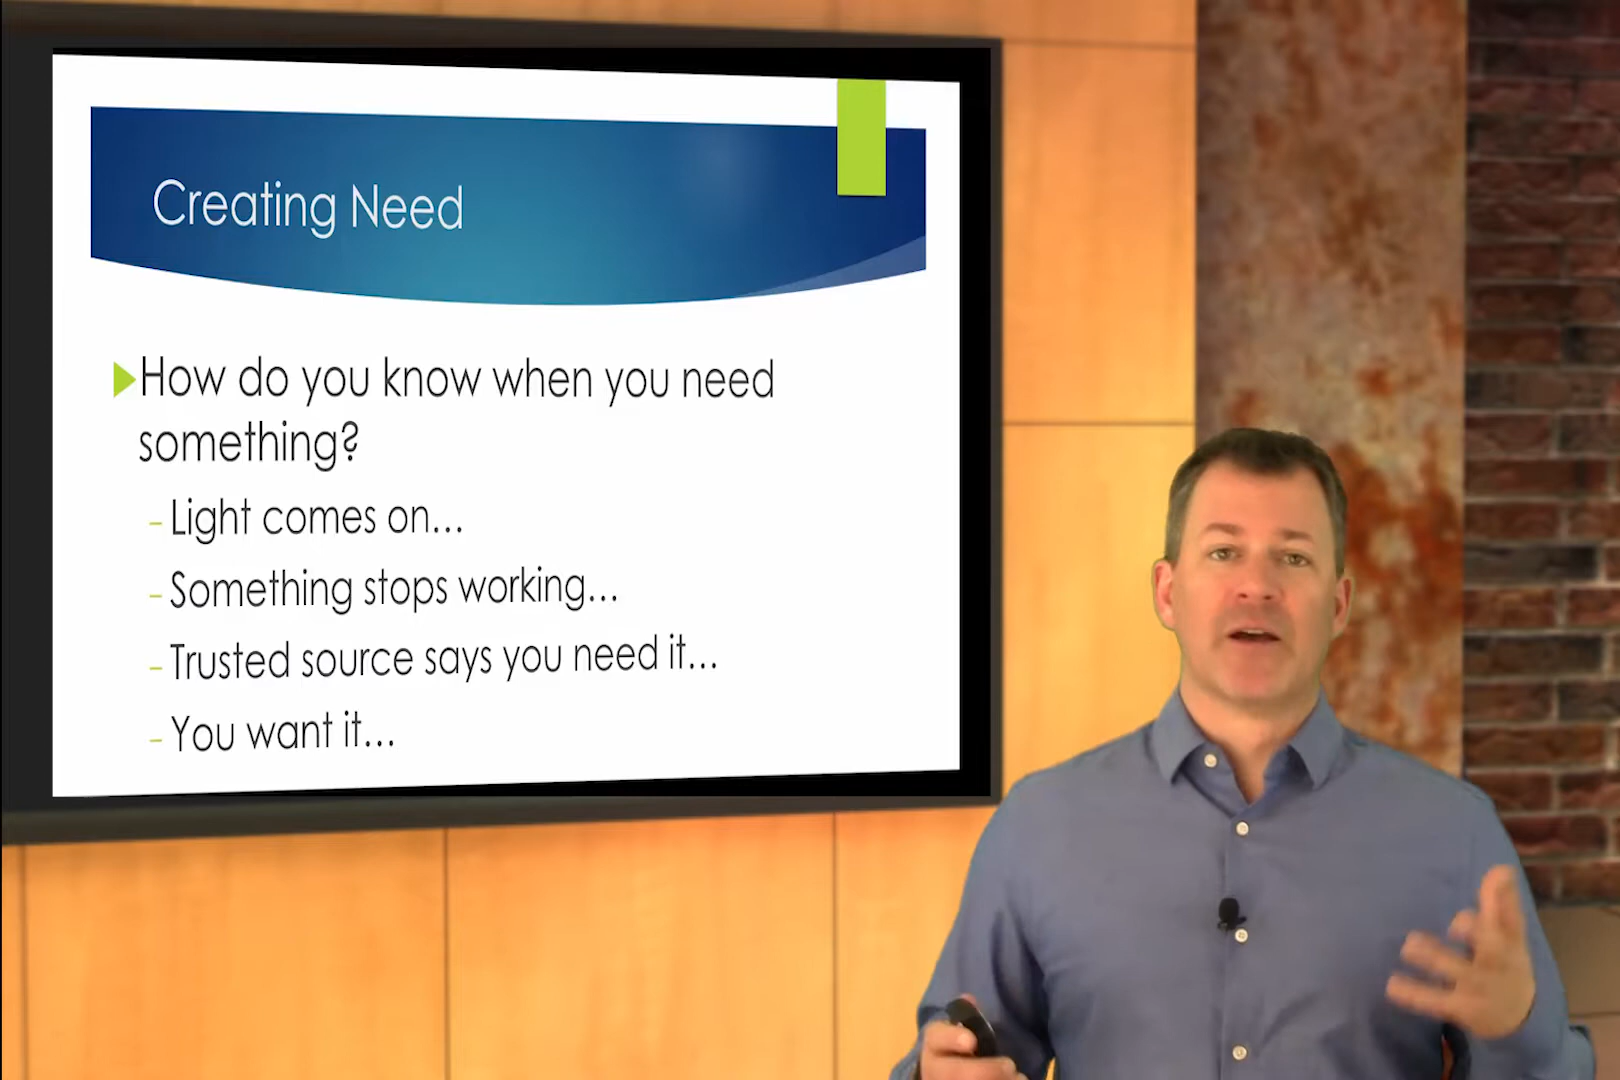 Creating Need
How do you know when you need
something?
– Light comes on...
– Something stops working...
– Trusted source says you need it...
– You want it...